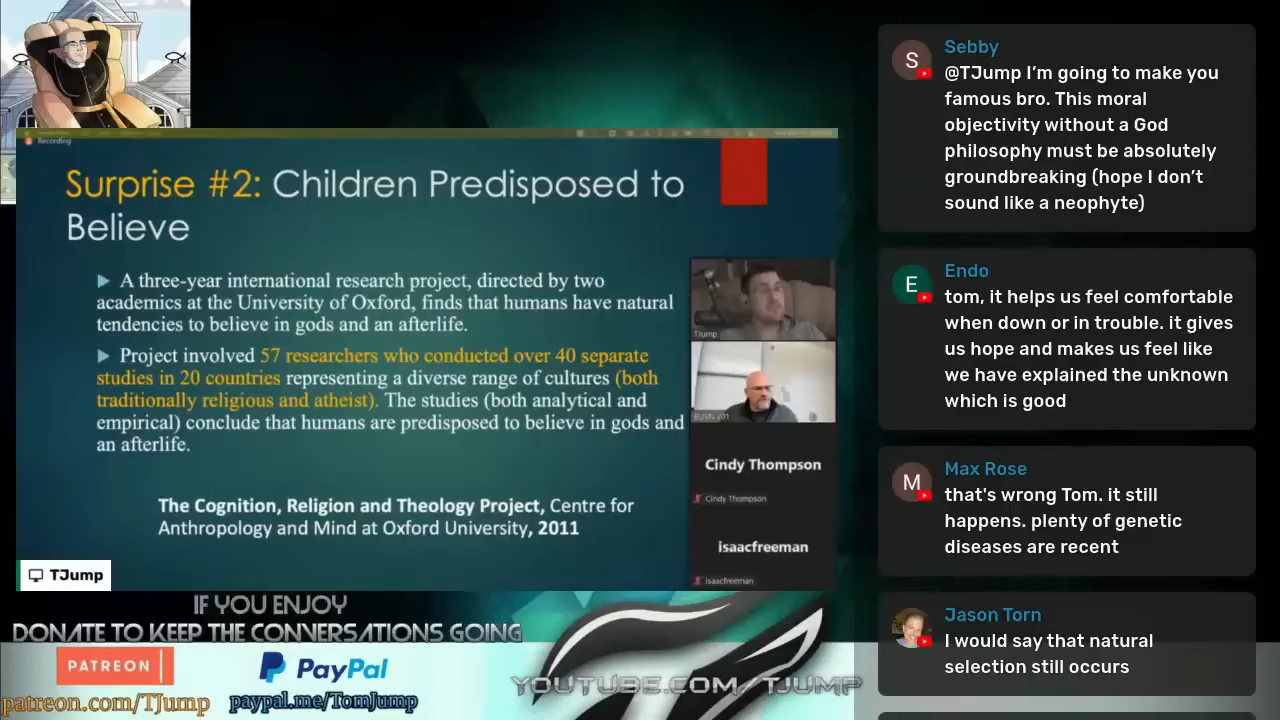 Recording
Surprise #2: Children Predisposed to
Believe
A three-year international research project, directed by two
academics at the University of Oxford, finds that humans have natural
tendencies to believe in gods and an afterlife.
Project involved 57 researchers who conducted over 40 separate
studies in 20 countries representing a diverse range of cultures (both
traditionally religious and atheist). The studies (both analytical and
empirical) conclude that humans are predisposed to believe in gods and
an afterlife.
The Cognition, Religion and Theology Project, Centre for
Anthropology and Mind at Oxford University, 2011
TJump
BUSN 201
Cindy Thompson
Cindy Thompson
isaacfreeman
isaacfreeman
TJump
IF YOU ENJOY
DONATE TO KEEP THE CONVERSATIONS GOING
PATREON
patreon.com/TJump
PayPal
paypal.me/TomJump
YOUTUBE.COM/TJUMP
S
Sebby
@TJump I’m going to make you
famous bro. This moral
objectivity without a God
philosophy must be absolutely
groundbreaking (hope I don’t
sound like a neophyte)
E
Endo
tom, it helps us feel comfortable
when down or in trouble. it gives
us hope and makes us feel like
we have explained the unknown
which is good
M
Max Rose
that's wrong Tom. it still
happens. plenty of genetic
diseases are recent
Jason Torn
I would say that natural
selection still occurs